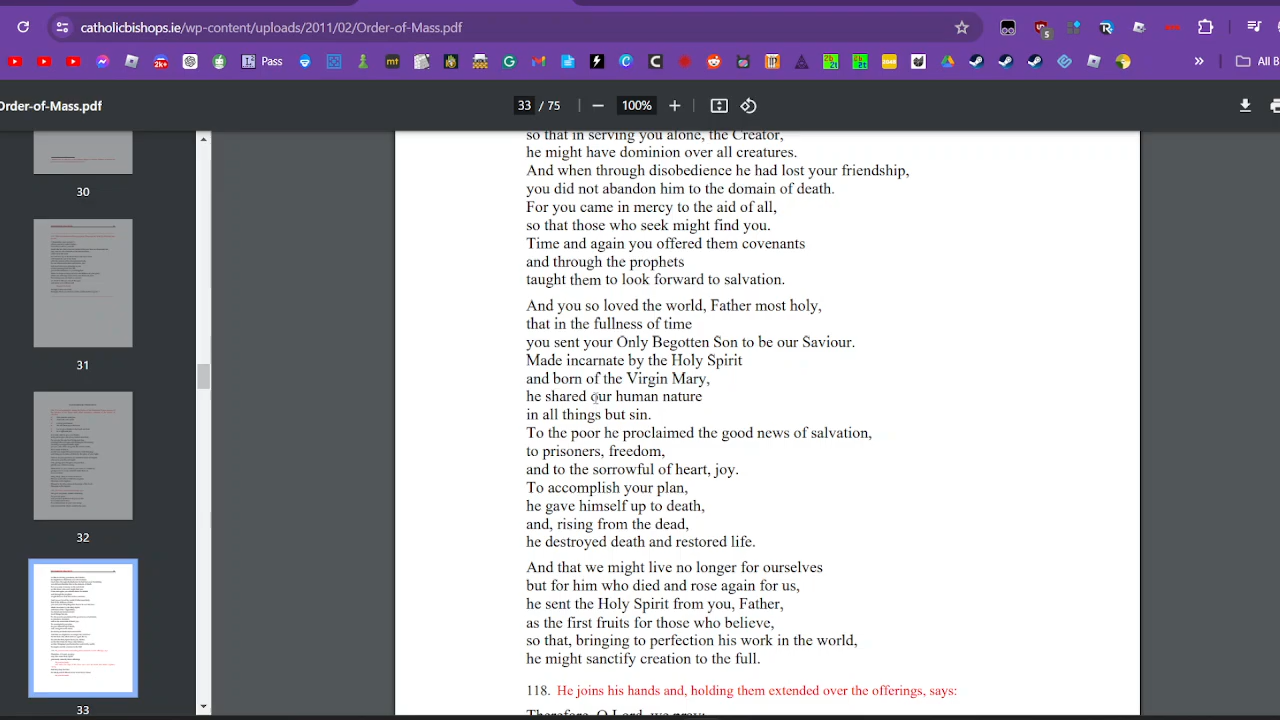 catholicbishops.ie/wp-content/uploads/2011/02/Order-of-Mass.pdf
5
2K+
mt
Pass
All B
Order-of-Mass.pdf
33 / 75
100%
30
31
32
33
so that in serving you alone, the Creator,
he might have dominion over all creatures.
And when through disobedience he had lost your friendship,
you did not abandon him to the domain of death.
For you came in mercy to the aid of all,
so that those who seek might find you.
Time and again you offered them covenants
and through the prophets
taught them to look forward to salvation.
And you so loved the world, Father most holy,
that in the fullness of time
you sent your Only Begotten Son to be our Saviour.
Made incarnate by the Holy Spirit
and born of the Virgin Mary,
he shared our human nature
in all things but sin.
To the poor he proclaimed the good news of salvation,
to prisoners, freedom,
and to the sorrowful of heart, joy.
To accomplish your plan,
he gave himself up to death,
and, rising from the dead,
he destroyed death and restored life.
And that we might live no longer for ourselves
but for him who died and rose again for us,
he sent the Holy Spirit from you, Father,
as the first fruits for those who believe,
so that, bringing to perfection his work in the world,
he might sanctify creation to the full.
118. He joins his hands and, holding them extended over the offerings, says:
Therefore, O Lord, we pray: